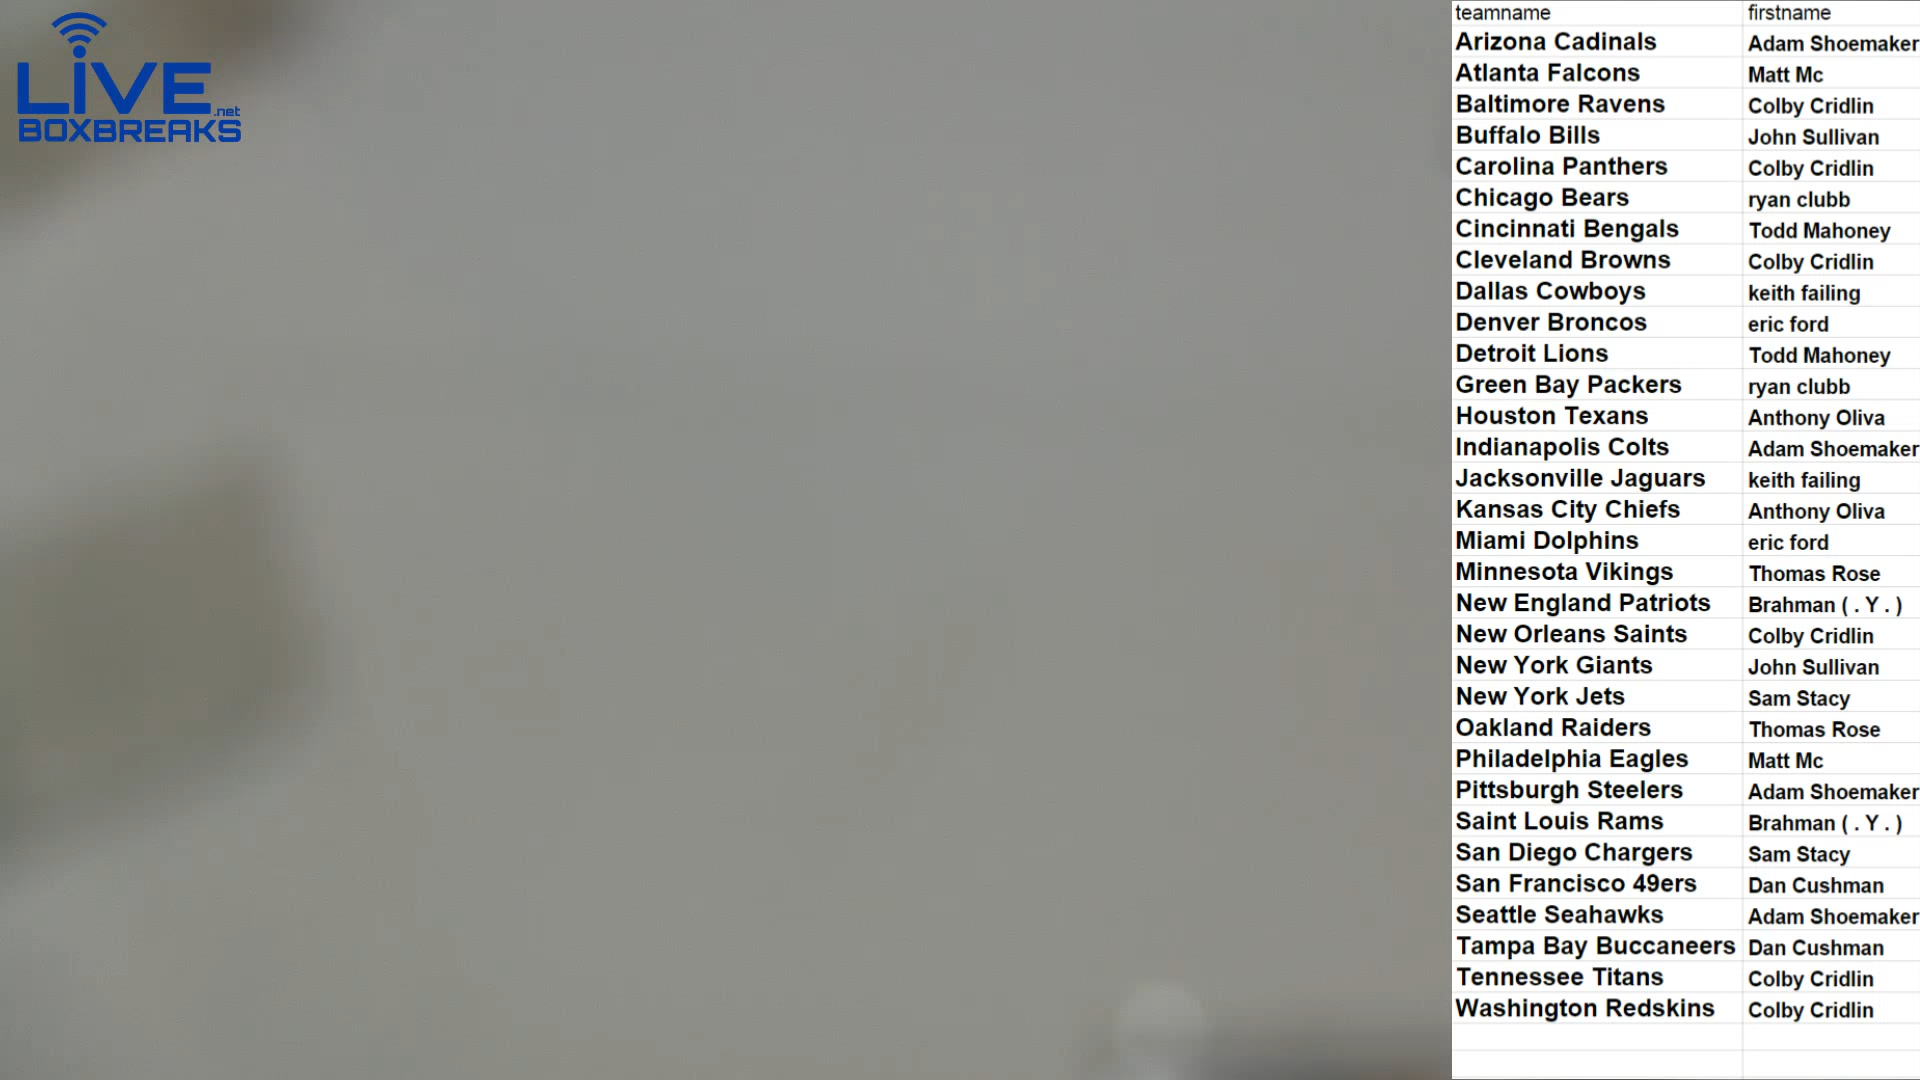 LiVE.net
BOXBREAKS
teamname firstname
Arizona Cadinals Adam Shoemaker
Atlanta Falcons Matt Mc
Baltimore Ravens Colby Cridlin
Buffalo Bills John Sullivan
Carolina Panthers Colby Cridlin
Chicago Bears ryan clubb
Cincinnati Bengals Todd Mahoney
Cleveland Browns Colby Cridlin
Dallas Cowboys keith failing
Denver Broncos eric ford
Detroit Lions Todd Mahoney
Green Bay Packers ryan clubb
Houston Texans Anthony Oliva
Indianapolis Colts Adam Shoemaker
Jacksonville Jaguars keith failing
Kansas City Chiefs Anthony Oliva
Miami Dolphins eric ford
Minnesota Vikings Thomas Rose
New England Patriots Brahman ( . Y . )
New Orleans Saints Colby Cridlin
New York Giants John Sullivan
New York Jets Sam Stacy
Oakland Raiders Thomas Rose
Philadelphia Eagles Matt Mc
Pittsburgh Steelers Adam Shoemaker
Saint Louis Rams Brahman ( . Y . )
San Diego Chargers Sam Stacy
San Francisco 49ers Dan Cushman
Seattle Seahawks Adam Shoemaker
Tampa Bay Buccaneers Dan Cushman
Tennessee Titans Colby Cridlin
Washington Redskins Colby Cridlin